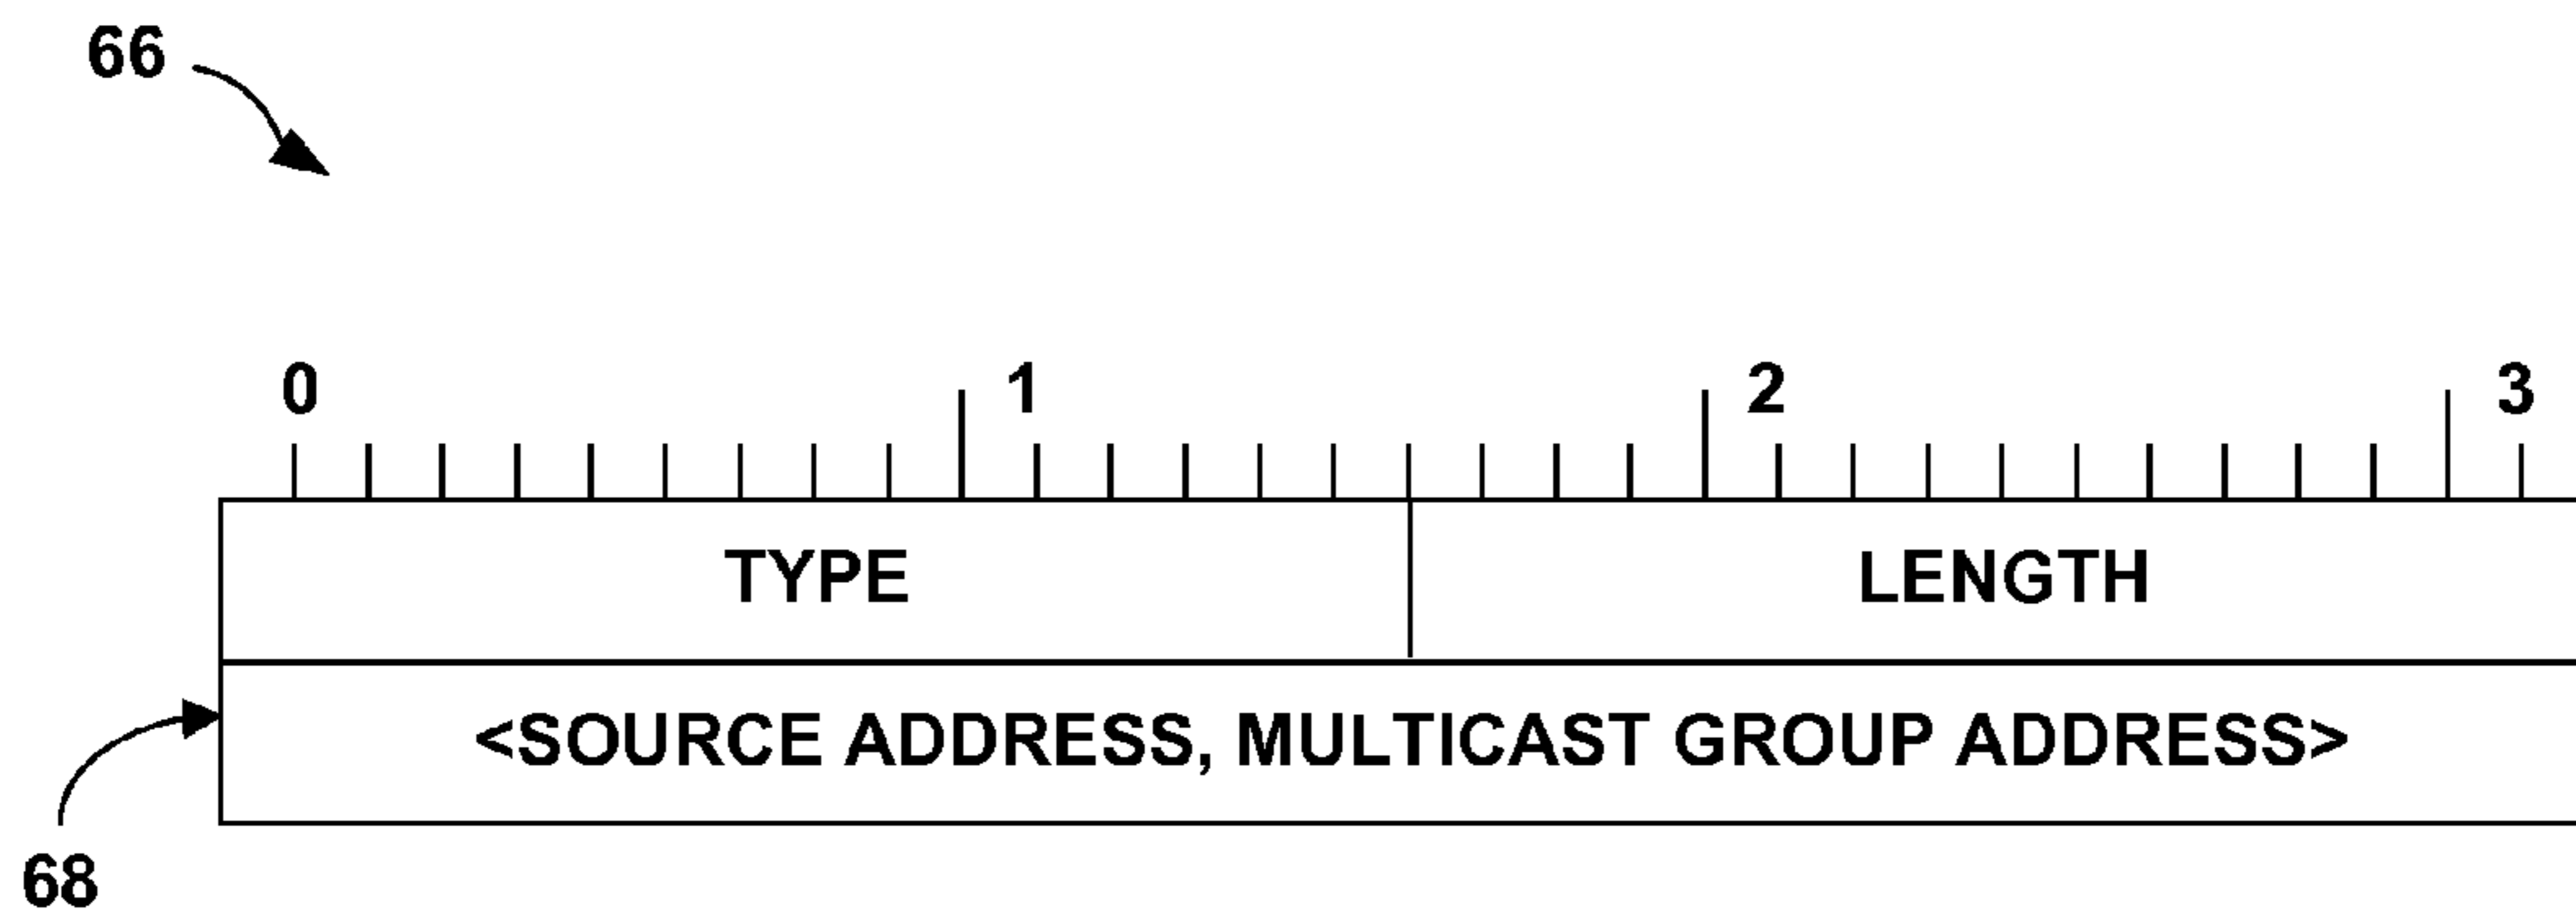 66
0 1 2 3
TYPE LENGTH
<SOURCE ADDRESS, MULTICAST GROUP ADDRESS>
68